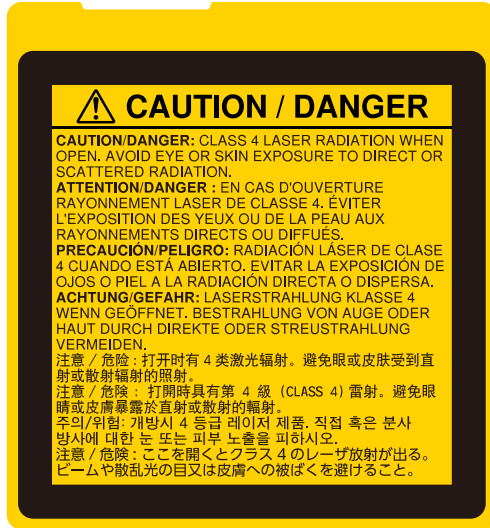 CAUTION / DANGER
CAUTION/DANGER: CLASS 4 LASER RADIATION WHEN
OPEN. AVOID EYE OR SKIN EXPOSURE TO DIRECT OR
SCATTERED RADIATION.
ATTENTION/DANGER : EN CAS D'OUVERTURE
RAYONNEMENT LASER DE CLASSE 4. ÉVITER
L'EXPOSITION DES YEUX OU DE LA PEAU AUX
RAYONNEMENTS DIRECTS OU DIFFUÉS.
PRECAUCIÓN/PELIGRO: RADIACIÓN LÁSER DE CLASE
4 CUANDO ESTÁ ABIERTO. EVITAR LA EXPOSICIÓN DE
OJOS O PIEL A LA RADIACIÓN DIRECTA O DISPERSA.
ACHTUNG/GEFAHR: LASERSTRAHLUNG KLASSE 4
WENN GEÖFFNET. BESTRAHLUNG VON AUGE ODER
HAUT DURCH DIREKTE ODER STREUSTRAHLUNG
VERMEIDEN.
注意 / 危险 : 打开时有 4 类激光辐射。避免眼或皮肤受到直
射或散射辐射的照射。
注意 / 危険 : 打開時具有第 4 級 (CLASS 4) 雷射。避免眼
睛或皮膚暴露於直射或散射的輻射。
주의/위험: 개방시 4 등급 레이저 제품. 직접 혹은 분사
방사에 대한 눈 또는 피부 노출을 피하시오.
注意 / 危険 : ここを開くとクラス 4 のレーザ放射が出る。
ビームや散乱光の目又は皮膚への被ばくを避けること。